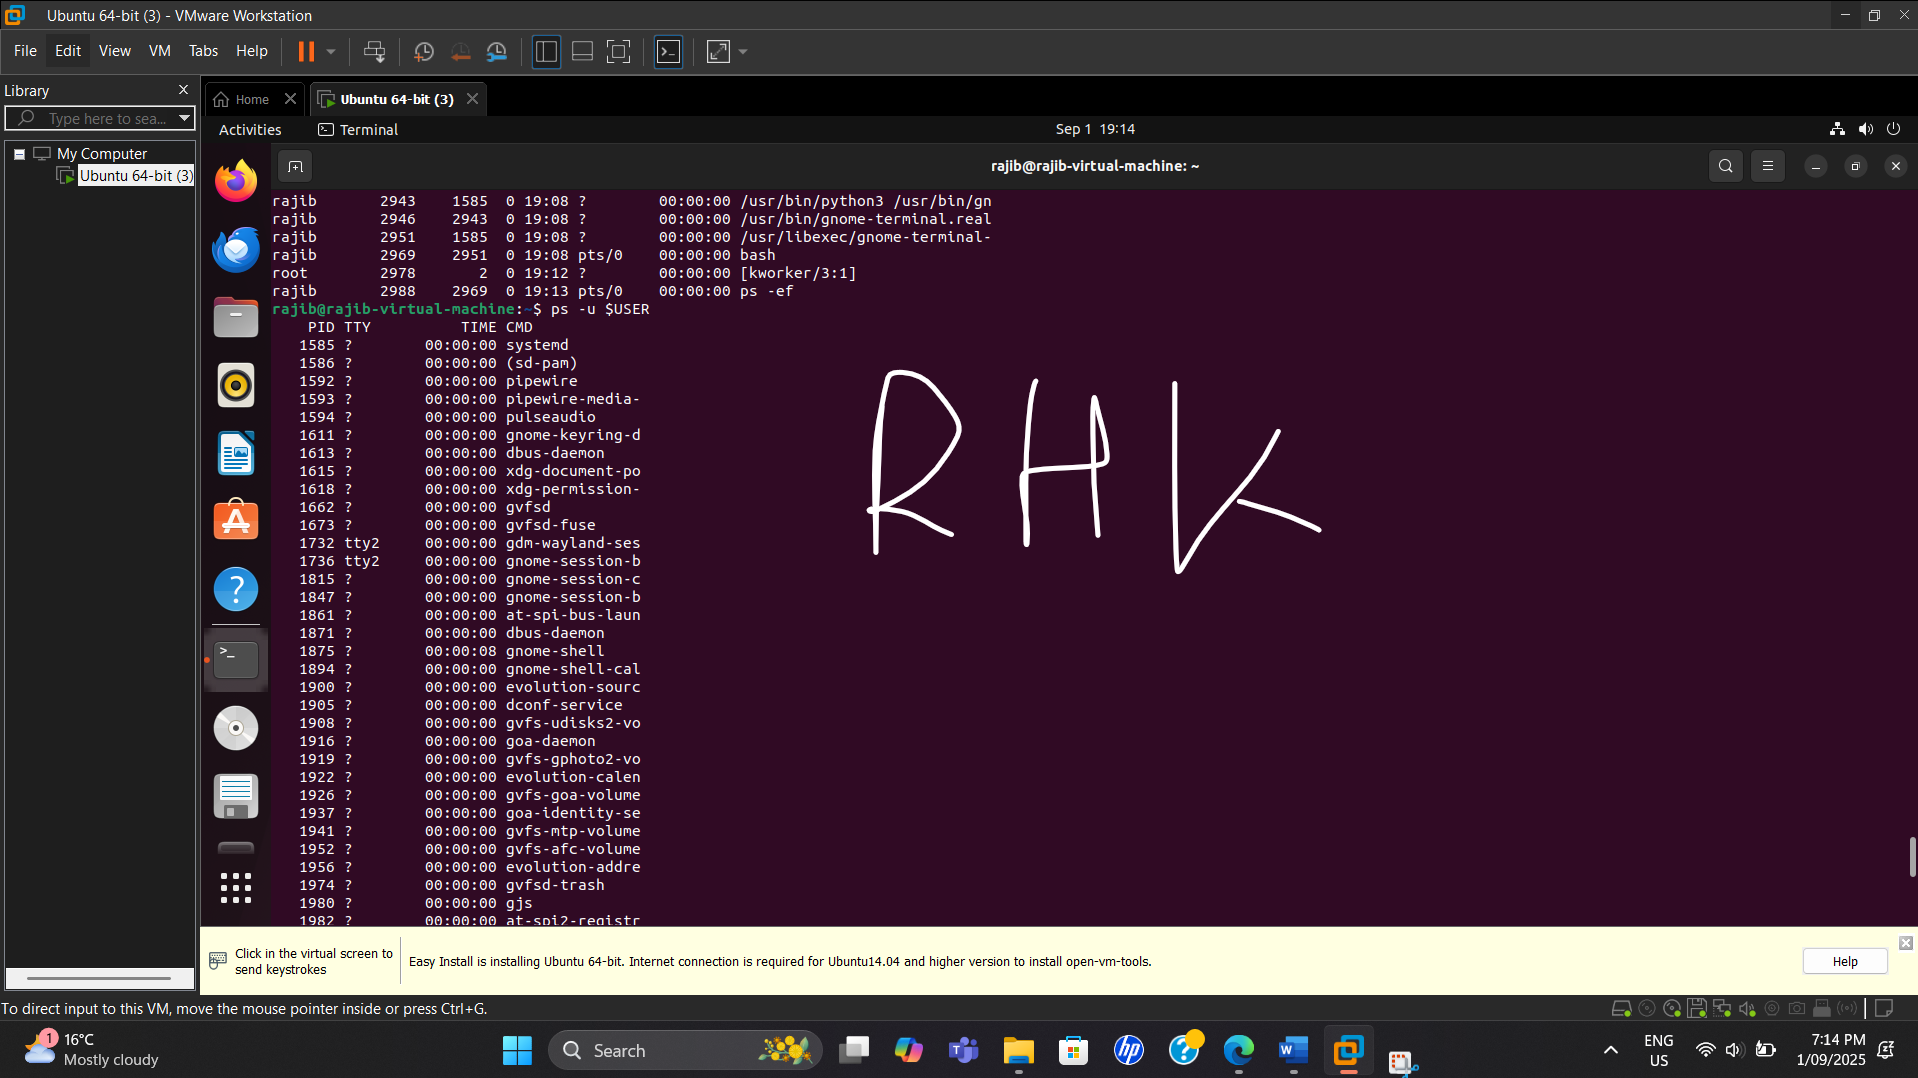 Ubuntu 64-bit (3) - VMware Workstation
File Edit View VM Tabs Help
Library
Type here to sea...
My Computer
Ubuntu 64-bit (3)
Home
Ubuntu 64-bit (3)
Activities
Terminal
Sep 1 19:14
rajib@rajib-virtual-machine: ~
rajib 2943 1585 0 19:08 ? 00:00:00 /usr/bin/python3 /usr/bin/gn
rajib 2946 2943 0 19:08 ? 00:00:00 /usr/bin/gnome-terminal.real
rajib 2951 1585 0 19:08 ? 00:00:00 /usr/libexec/gnome-terminal-
rajib 2969 2951 0 19:08 pts/0 00:00:00 bash
root 2978 2 0 19:12 ? 00:00:00 [kworker/3:1]
rajib 2988 2969 0 19:13 pts/0 00:00:00 ps -ef
rajib@rajib-virtual-machine:~$ ps -u $USER
PID TTY TIME CMD
1585 ? 00:00:00 systemd
1586 ? 00:00:00 (sd-pam)
1592 ? 00:00:00 pipewire
1593 ? 00:00:00 pipewire-media-
1594 ? 00:00:00 pulseaudio
1611 ? 00:00:00 gnome-keyring-d
1613 ? 00:00:00 dbus-daemon
1615 ? 00:00:00 xdg-document-po
1618 ? 00:00:00 xdg-permission-
1662 ? 00:00:00 gvfsd
1673 ? 00:00:00 gvfsd-fuse
1732 tty2 00:00:00 gdm-wayland-ses
1736 tty2 00:00:00 gnome-session-b
1815 ? 00:00:00 gnome-session-c
1847 ? 00:00:00 gnome-session-b
1861 ? 00:00:00 at-spi-bus-laun
1871 ? 00:00:00 dbus-daemon
1875 ? 00:00:08 gnome-shell
1894 ? 00:00:00 gnome-shell-cal
1900 ? 00:00:00 evolution-sourc
1905 ? 00:00:00 dconf-service
1908 ? 00:00:00 gvfs-udisks2-vo
1916 ? 00:00:00 goa-daemon
1919 ? 00:00:00 gvfs-gphoto2-vo
1922 ? 00:00:00 evolution-calen
1926 ? 00:00:00 gvfs-goa-volume
1937 ? 00:00:00 goa-identity-se
1941 ? 00:00:00 gvfs-mtp-volume
1952 ? 00:00:00 gvfs-afc-volume
1956 ? 00:00:00 evolution-addre
1974 ? 00:00:00 gvfsd-trash
1980 ? 00:00:00 gjs
1982 ? 00:00:00 at-spi2-registr
RHK
Click in the virtual screen to
send keystrokes
Easy Install is installing Ubuntu 64-bit. Internet connection is required for Ubuntu14.04 and higher version to install open-vm-tools.
Help
To direct input to this VM, move the mouse pointer inside or press Ctrl+G.
1
16°C
Mostly cloudy
Search
hp
W
ENG
US
7:14 PM
1/09/2025